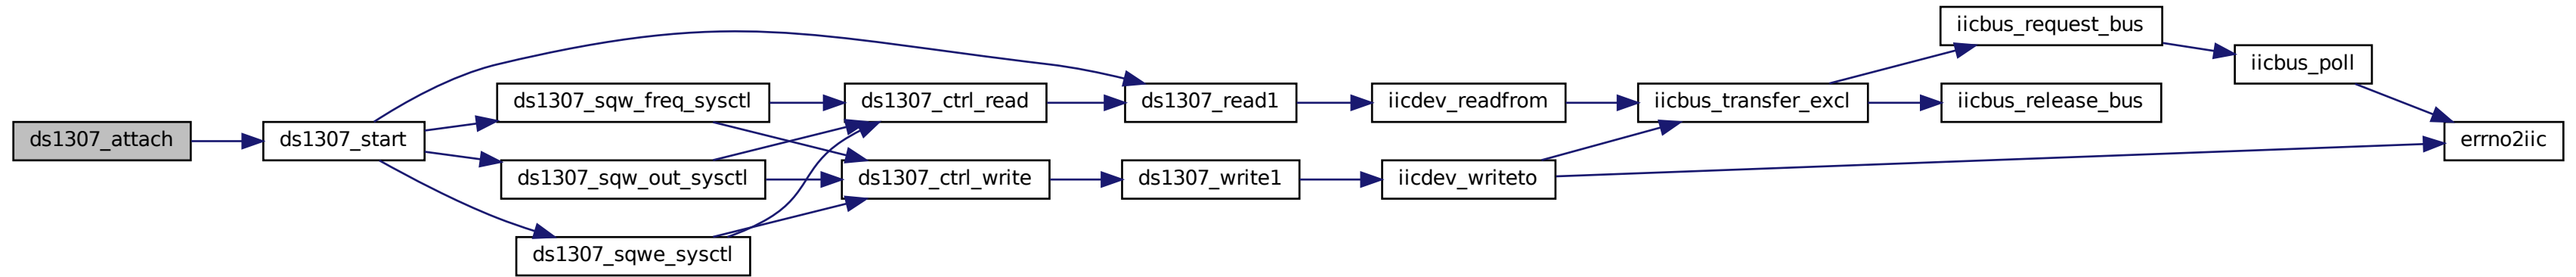 ds1307_attach
ds1307_start
ds1307_sqw_freq_sysctl
ds1307_sqw_out_sysctl
ds1307_sqwe_sysctl
ds1307_ctrl_read
ds1307_ctrl_write
ds1307_read1
ds1307_write1
iicdev_readfrom
iicdev_writeto
iicbus_transfer_excl
iicbus_request_bus
iicbus_release_bus
iicbus_poll
errno2iic